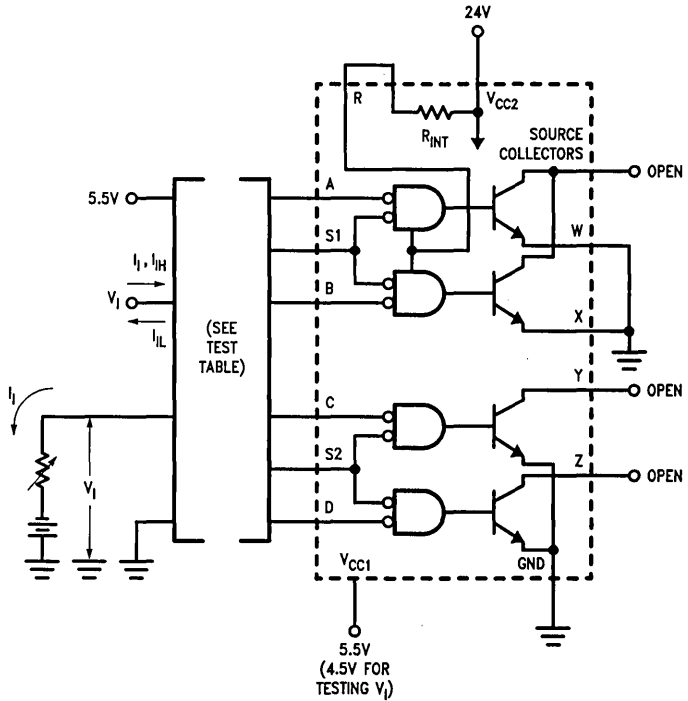 24V
R
VCC2
RINT
SOURCE
COLLECTORS
OPEN
A
5.5V
W
S1
II, IIH
VI
B
IIL
(SEE
TEST
TABLE)
X
II
Y
OPEN
C
VI
S2
Z
OPEN
D
GND
VCC1
5.5V
(4.5V FOR
TESTING VI)